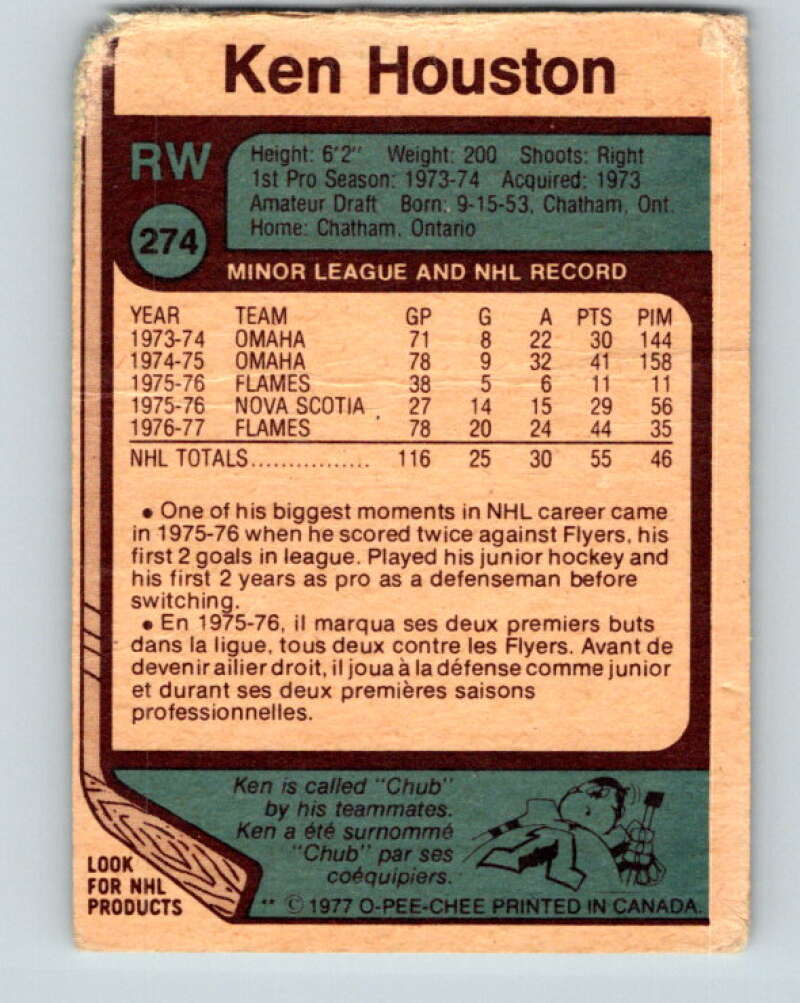 Ken Houston
RW
Height: 6'2" Weight: 200 Shoots: Right
1st Pro Season: 1973-74 Acquired: 1973
Amateur Draft Born: 9-15-53, Chatham, Ont.
Home: Chatham, Ontario
274
MINOR LEAGUE AND NHL RECORD
YEAR TEAM GP G A PTS PIM
1973-74 OMAHA 71 8 22 30 144
1974-75 OMAHA 78 9 32 41 158
1975-76 FLAMES 38 5 6 11 11
1975-76 NOVA SCOTIA 27 14 15 29 56
1976-77 FLAMES 78 20 24 44 35
NHL TOTALS................ 116 25 30 55 46
• One of his biggest moments in NHL career came
in 1975-76 when he scored twice against Flyers, his
first 2 goals in league. Played his junior hockey and
his first 2 years as pro as a defenseman before
switching.
• En 1975-76, il marqua ses deux premiers buts
dans la ligue, tous deux contre les Flyers. Avant de
devenir ailier droit, il joua à la défense comme junior
et durant ses deux premières saisons
professionnelles.
Ken is called "Chub"
by his teammates.
Ken a été surnommé
"Chub" par ses
coéquipiers.
LOOK
FOR NHL
PRODUCTS
** © 1977 O-PEE-CHEE PRINTED IN CANADA.